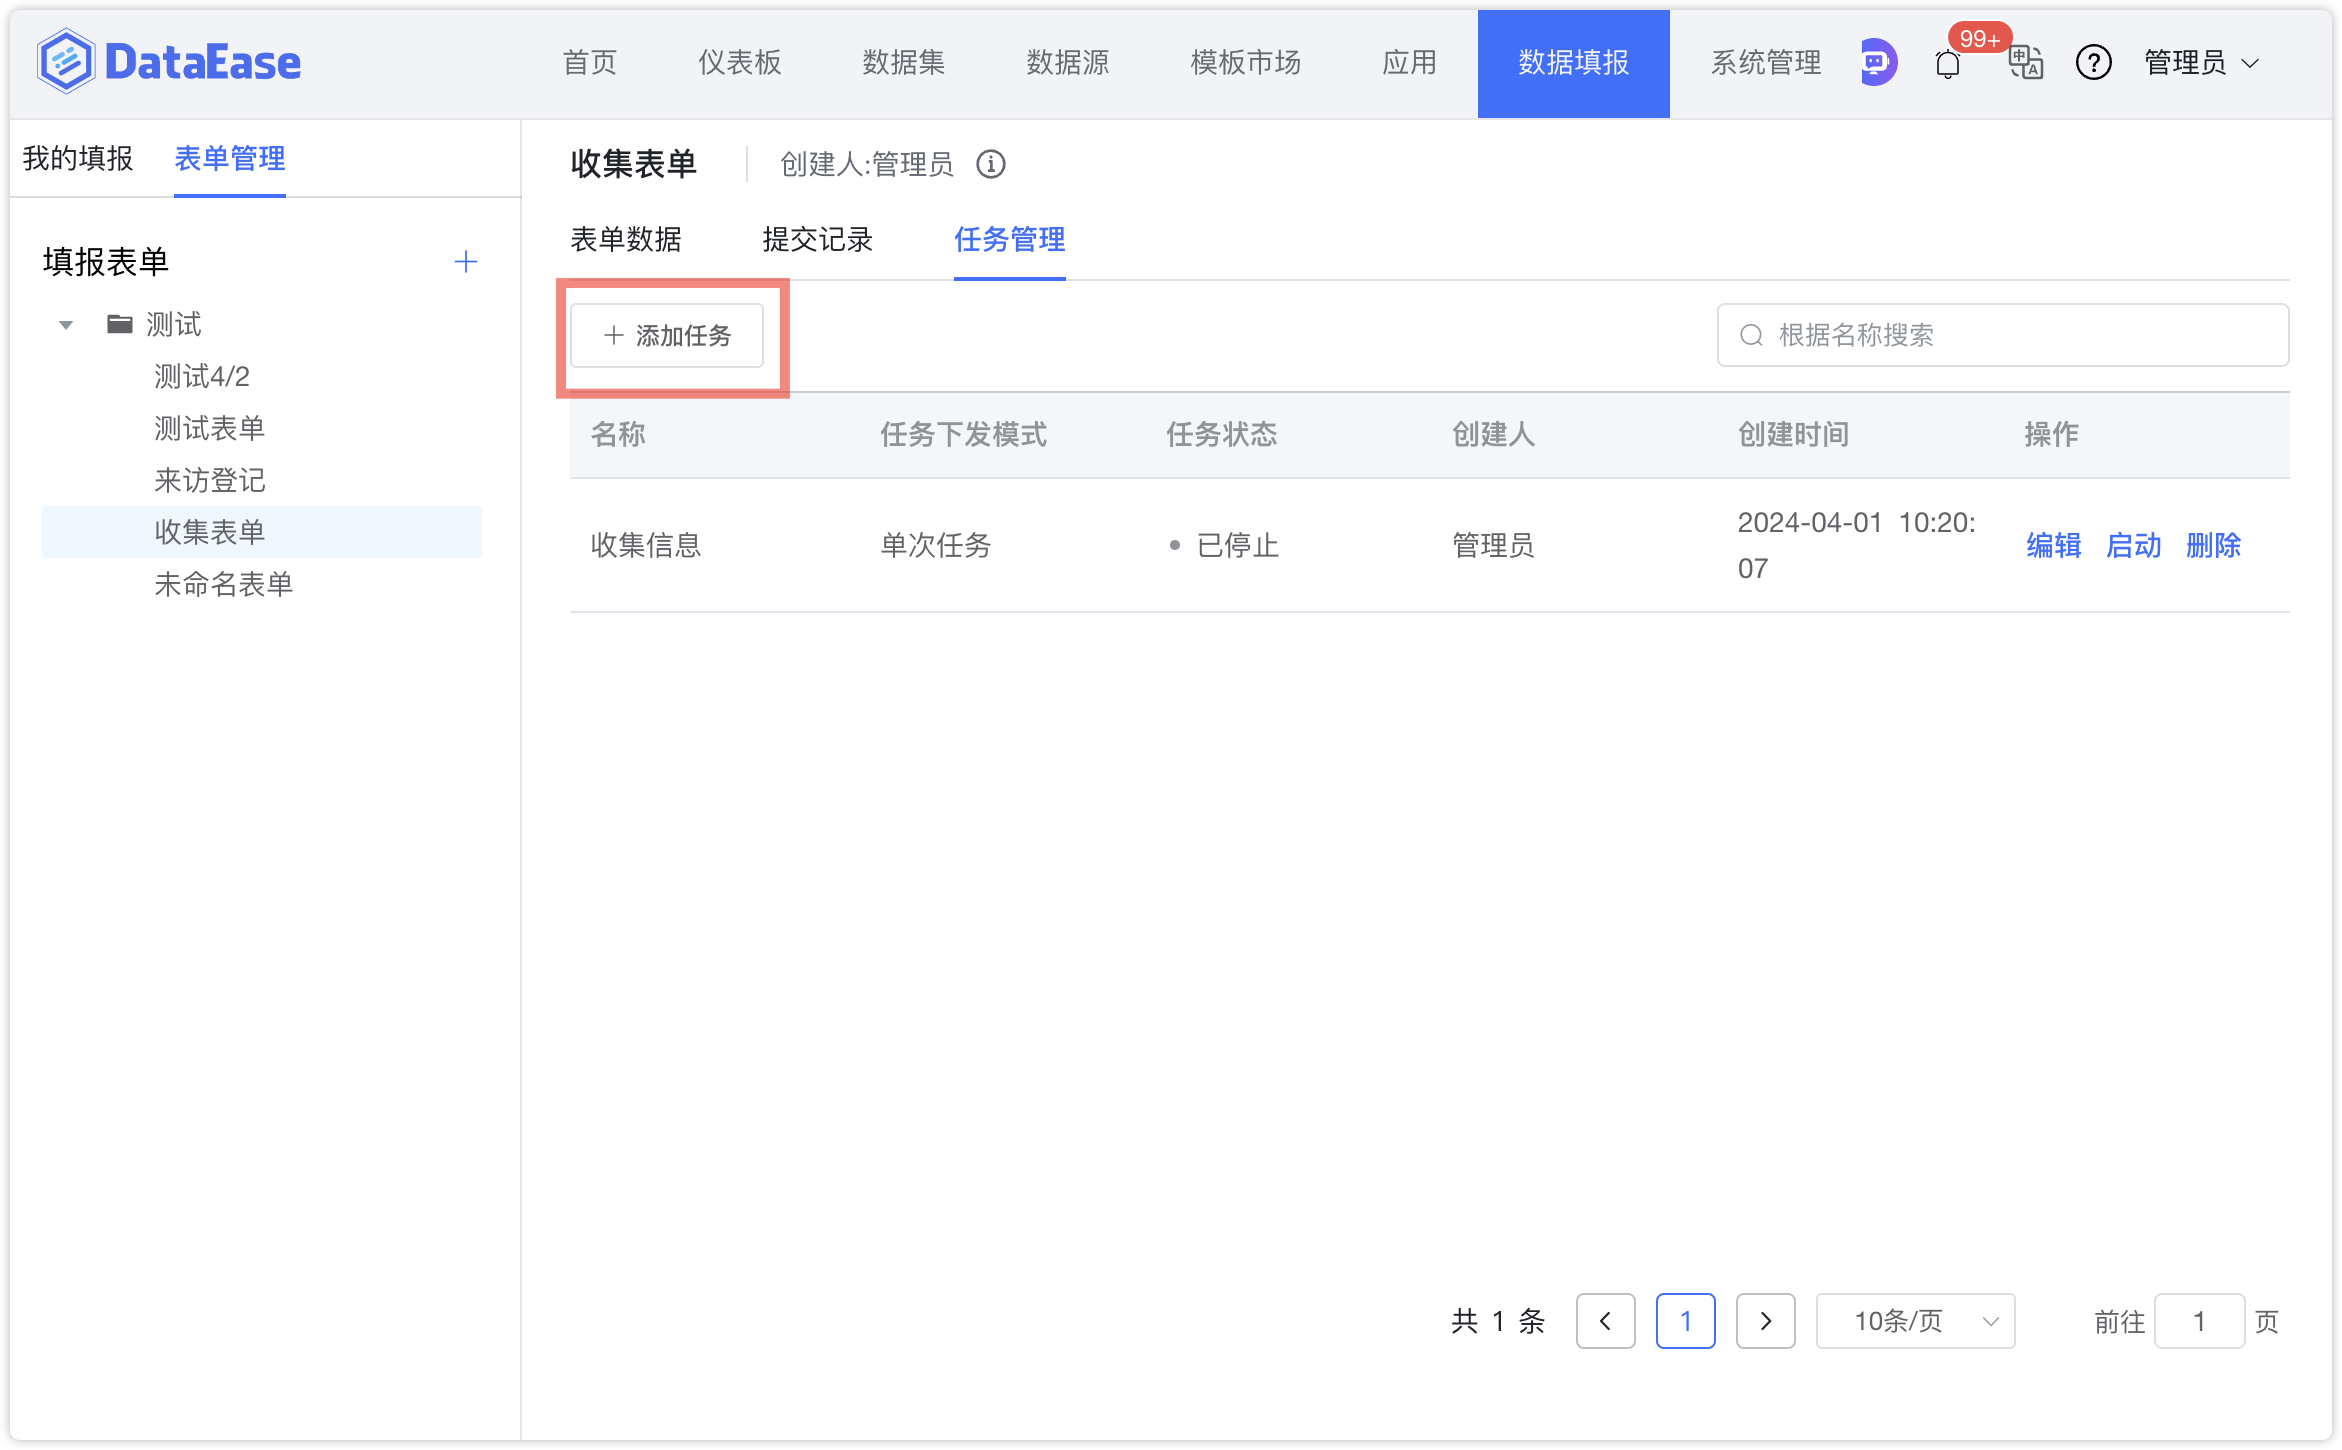 DataEase 首页 仪表板 数据集 数据源 模板市场 应用 数据填报 系统管理 99+ 中 A ? 管理员
我的填报 表单管理
填报表单
测试
测试4/2
测试表单
来访登记
收集表单
未命名表单
收集表单 创建人:管理员
表单数据 提交记录 任务管理
添加任务 根据名称搜索
名称 任务下发模式 任务状态 创建人 创建时间 操作
收集信息 单次任务 已停止 管理员 2024-04-01 10:20: 编辑 启动 删除
07
共 1 条 1 10条/页 前往 1 页